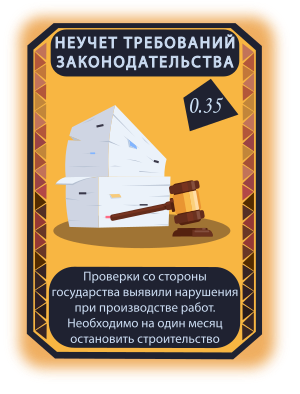 НЕУЧЕТ ТРЕБОВАНИЙ
ЗАКОНОДАТЕЛЬСТВА
0.35
Проверки со стороны
государства выявили нарушения
при производстве работ.
Необходимо на один месяц
остановить строительство